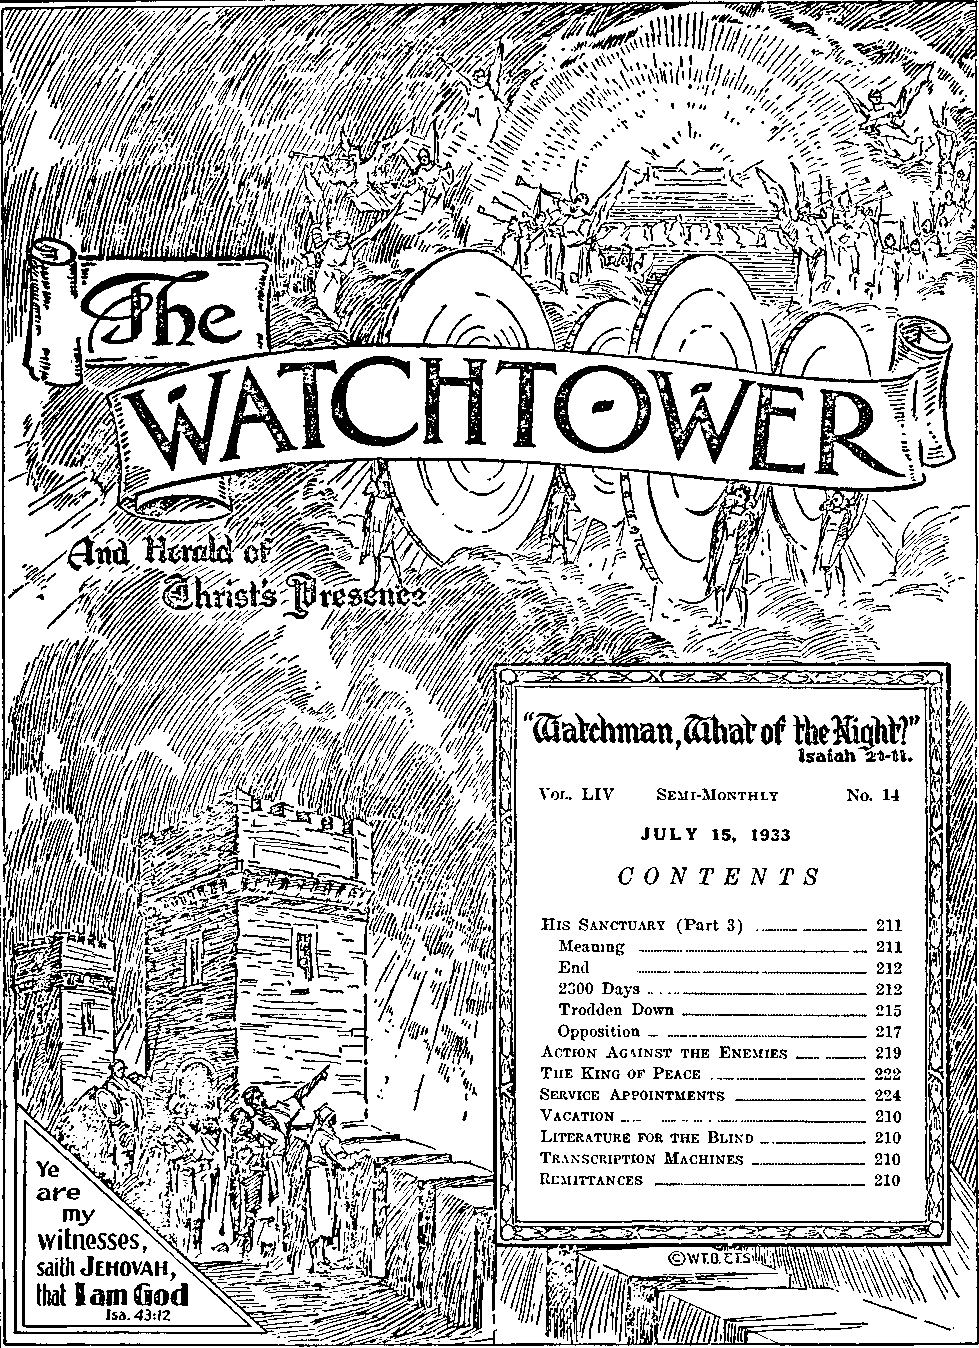 The
WATCHTOWER
And Herald of
Christ's Presence
"Watchman, What of the Night?"
Isaiah 21-11.
VOL. LIV SEMI-MONTHLY No. 14
JULY 15, 1933
CONTENTS
HIS SANCTUARY (Part 3) 211
Meaning 211
End 212
2300 Days 212
Trodden Down 215
Opposition 217
ACTION AGAINST THE ENEMIES 219
THE KING OF PEACE 222
SERVICE APPOINTMENTS 224
VACATION 210
LITERATURE FOR THE BLIND 210
TRANSCRIPTION MACHINES 210
REMITTANCES 210
Ye
are
my
witnesses,
saith JEHOVAH,
that I am God
Isa. 43:12
©W.T.B.&T.S.